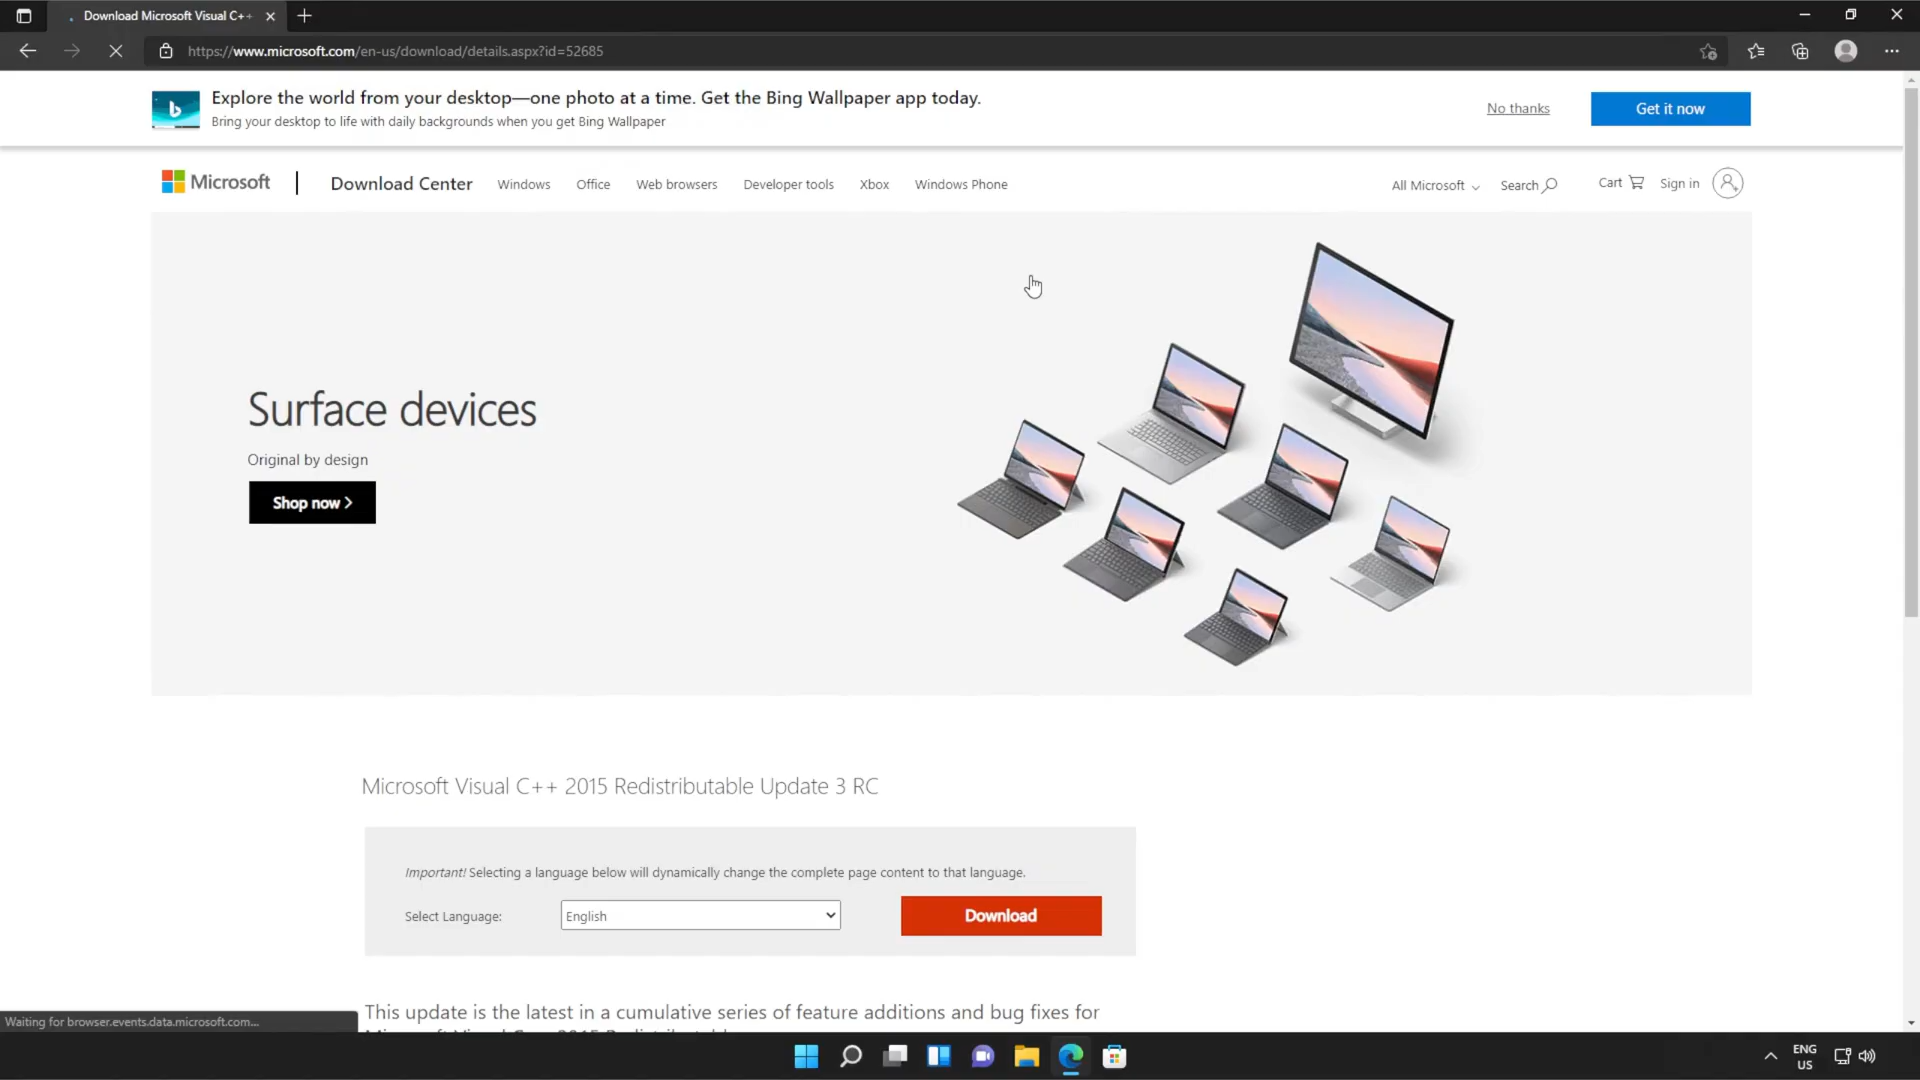 Download Microsoft Visual C++
https://www.microsoft.com/en-us/download/details.aspx?id=52685
Explore the world from your desktop—one photo at a time. Get the Bing Wallpaper app today.
Bring your desktop to life with daily backgrounds when you get Bing Wallpaper
No thanks
Get it now
Microsoft
Download Center
Windows
Office
Web browsers
Developer tools
Xbox
Windows Phone
All Microsoft
Search
Cart
Sign in
Surface devices
Original by design
Shop now
Microsoft Visual C++ 2015 Redistributable Update 3 RC
Important! Selecting a language below will dynamically change the complete page content to that language.
Select Language:
English
Download
This update is the latest in a cumulative series of feature additions and bug fixes for
Microsoft Visual C++ 2015 Redistributable
Waiting for browser.events.data.microsoft.com...
ENG
US